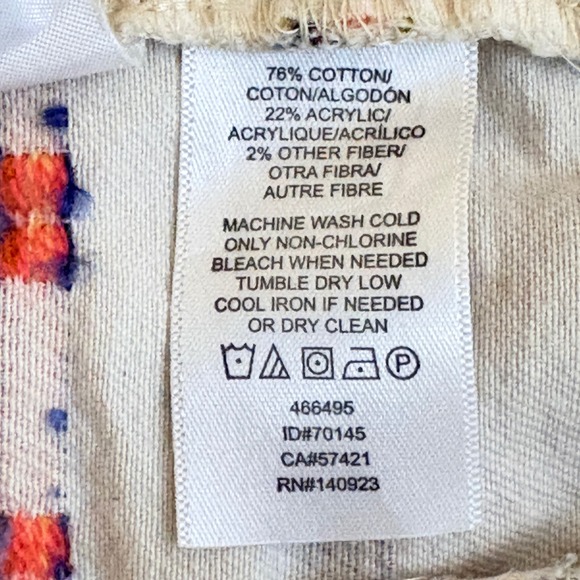 76% COTTON/
COTON/ALGODÓN
22% ACRYLIC/
ACRYLIQUE/ACRÍLICO
2% OTHER FIBER/
OTRA FIBRA/
AUTRE FIBRE
MACHINE WASH COLD
ONLY NON-CHLORINE
BLEACH WHEN NEEDED
TUMBLE DRY LOW
COOL IRON IF NEEDED
OR DRY CLEAN
P
466495
ID#70145
CA#57421
RN#140923